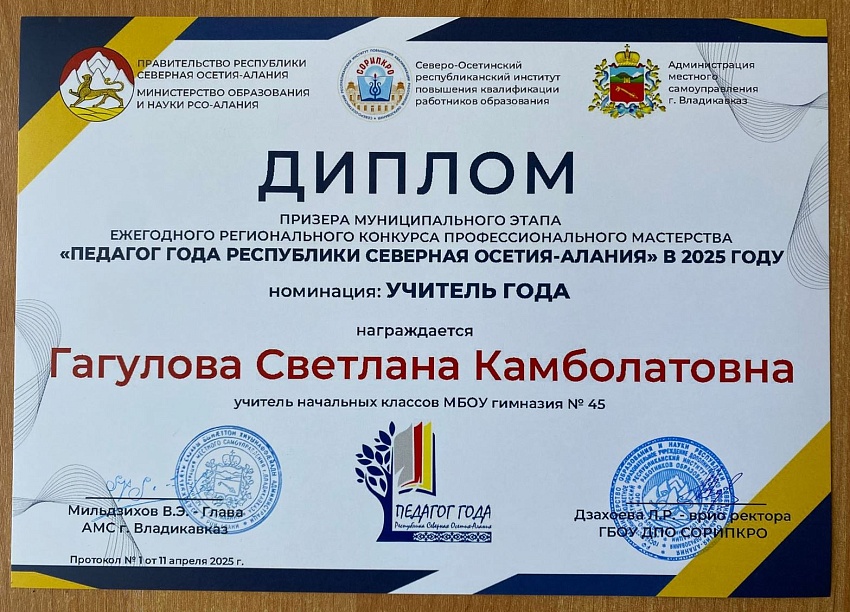 ПРАВИТЕЛЬСТВО РЕСПУБЛИКИ
СЕВЕРНАЯ ОСЕТИЯ-АЛАНИЯ
МИНИСТЕРСТВО ОБРАЗОВАНИЯ
И НАУКИ РСО-АЛАНИЯ
СОРИПКРО
Северо-Осетинский
республиканский институт
повышения квалификации
работников образования
Администрация
местного
самоуправления
г. Владикавказ
ДИПЛОМ
ПРИЗЕРА МУНИЦИПАЛЬНОГО ЭТАПА
ЕЖЕГОДНОГО РЕГИОНАЛЬНОГО КОНКУРСА ПРОФЕССИОНАЛЬНОГО МАСТЕРСТВА
«ПЕДАГОГ ГОДА РЕСПУБЛИКИ СЕВЕРНАЯ ОСЕТИЯ-АЛАНИЯ» В 2025 ГОДУ
номинация: УЧИТЕЛЬ ГОДА
награждается
Гагулова Светлана Камболатовна
учитель начальных классов МБОУ гимназия № 45
Мильдзихов В.Э. - Глава
АМС г. Владикавказ
ПЕДАГОГ ГОДА
Республика Северная Осетия-Алания
Дзахоева Л.Р. - врио ректора
ГБОУ ДПО СОРИПКРО
Протокол № 1 от 11 апреля 2025 г.